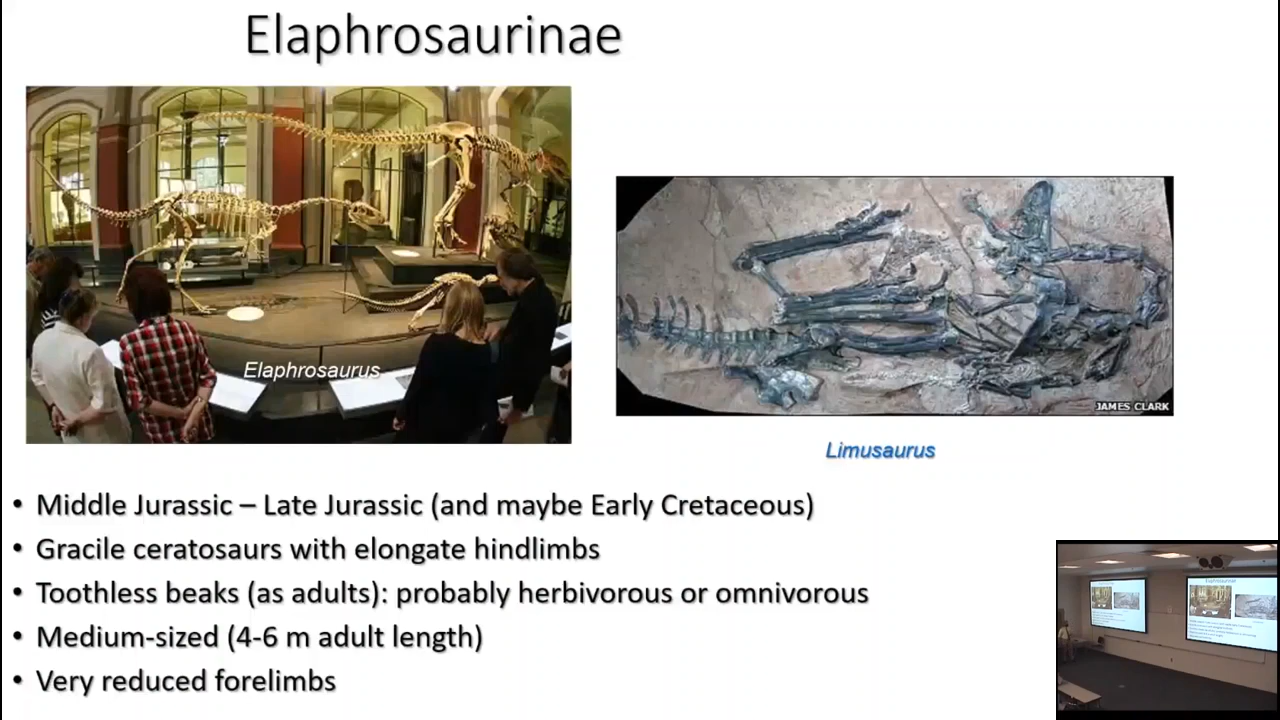 Elaphrosaurinae
Elaphrosaurus
JAMES CLARK
Limusaurus
• Middle Jurassic – Late Jurassic (and maybe Early Cretaceous)
• Gracile ceratosaurs with elongate hindlimbs
• Toothless beaks (as adults): probably herbivorous or omnivorous
• Medium-sized (4-6 m adult length)
• Very reduced forelimbs